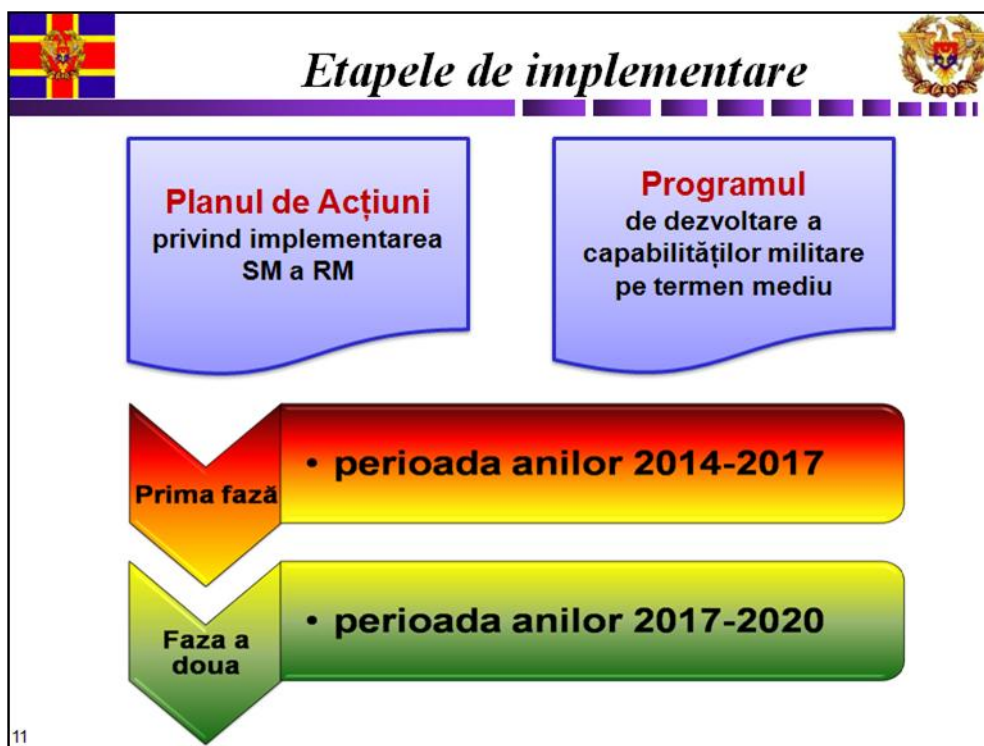 Etapele de implementare
Planul de Acțiuni
privind implementarea
SM a RM
Programul
de dezvoltare a
capabilităților militare
pe termen mediu
Prima fază
• perioada anilor 2014-2017
Faza a
doua
• perioada anilor 2017-2020
11